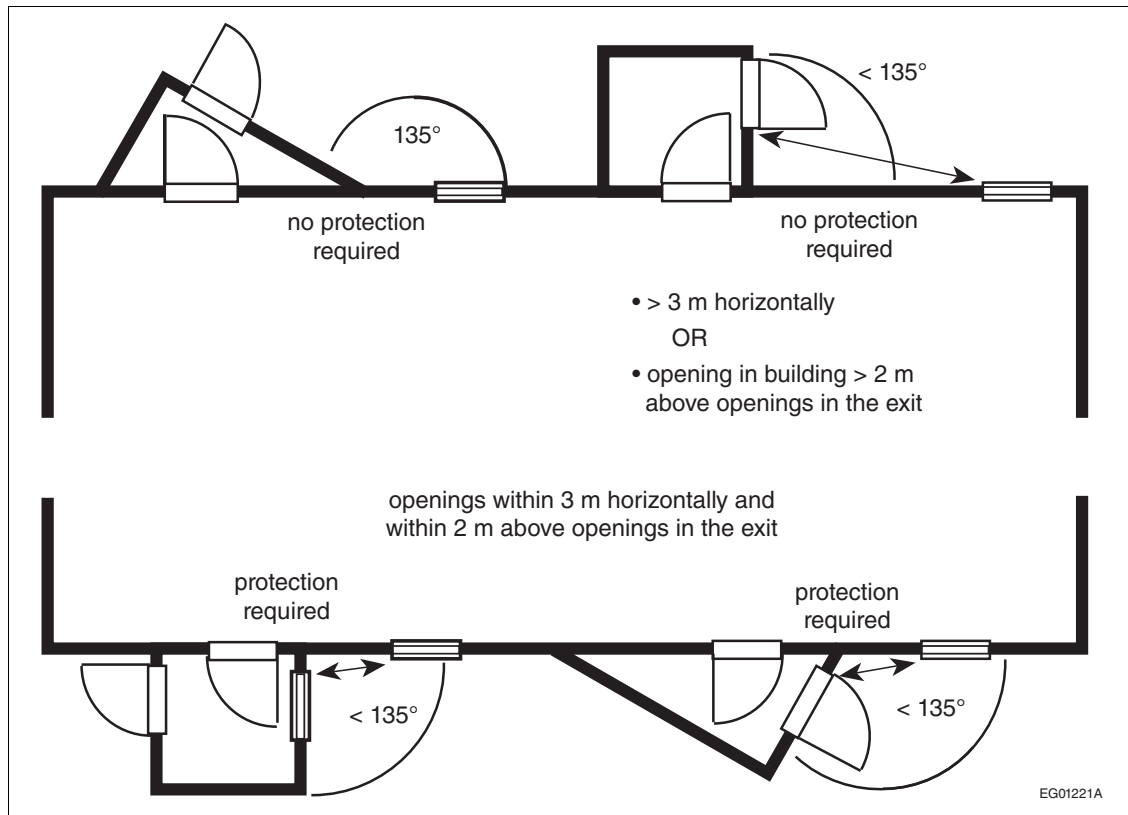 < 135°
135°
no protection
required
no protection
required
• > 3 m horizontally
OR
• opening in building > 2 m
above openings in the exit
openings within 3 m horizontally and
within 2 m above openings in the exit
protection
required
protection
required
< 135°
< 135°
EG01221A